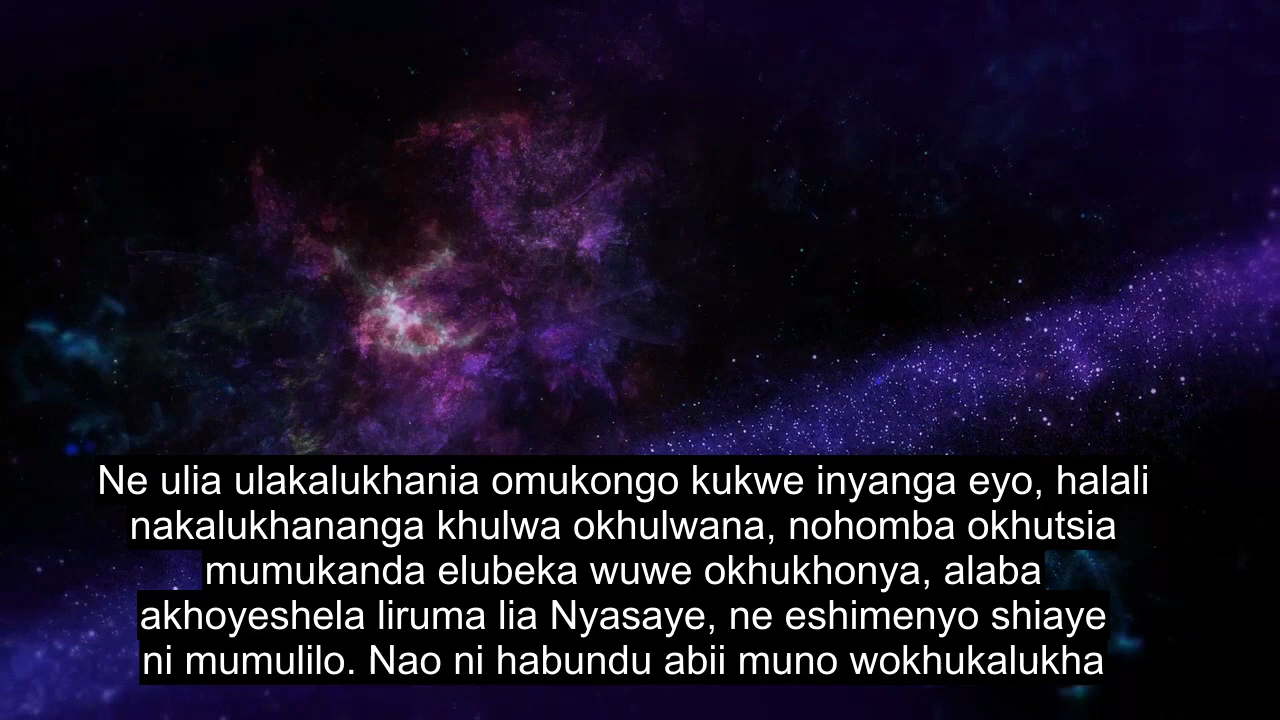 Ne ulia ulakalukhania omukongo kukwe inyanga eyo, halali
nakalukhananga khulwa okhulwana, nohomba okhutsia
mumukanda elubeka wuwe okhukhonya, alaba
akhoyeshela liruma lia Nyasaye, ne eshimenyo shiaye
ni mumulilo. Nao ni habundu abii muno wokhukalukha